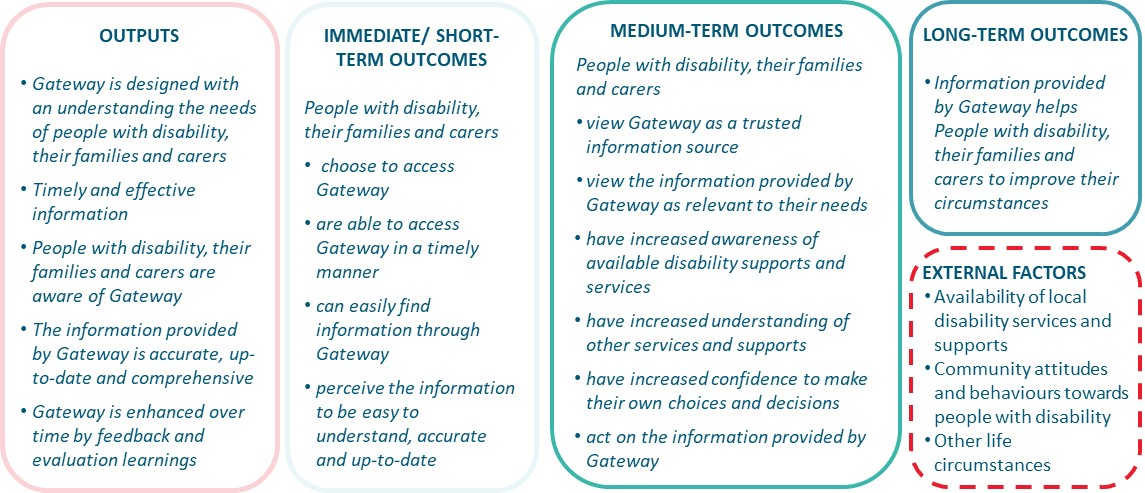 OUTPUTS
• Gateway is designed with
an understanding the needs
of people with disability,
their families and carers
• Timely and effective
information
• People with disability, their
families and carers are
aware of Gateway
• The information provided
by Gateway is accurate, up-
to-date and comprehensive
• Gateway is enhanced over
time by feedback and
evaluation learnings
IMMEDIATE/ SHORT-
TERM OUTCOMES
People with disability,
their families and carers
• choose to access
Gateway
• are able to access
Gateway in a timely
manner
• can easily find
information through
Gateway
• perceive the information
to be easy to
understand, accurate
and up-to-date
MEDIUM-TERM OUTCOMES
People with disability, their families
and carers
• view Gateway as a trusted
information source
• view the information provided by
Gateway as relevant to their needs
• have increased awareness of
available disability supports and
services
• have increased understanding of
other services and supports
• have increased confidence to make
their own choices and decisions
• act on the information provided by
Gateway
LONG-TERM OUTCOMES
• Information provided
by Gateway helps
People with disability,
their families and
carers to improve their
circumstances
EXTERNAL FACTORS
• Availability of local
disability services and
supports
• Community attitudes
and behaviours towards
people with disability
• Other life
circumstances